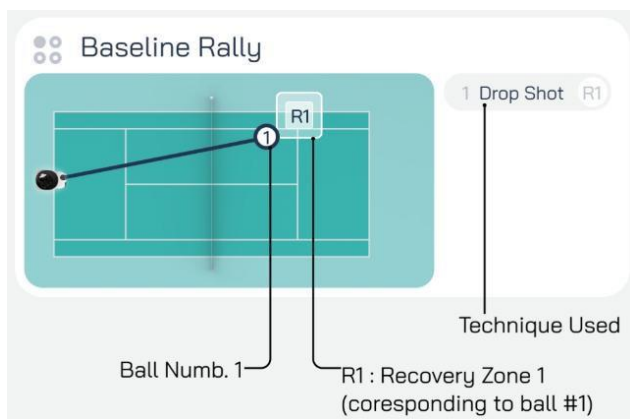 Baseline Rally
R1
1
1 Drop Shot R1
Technique Used
Ball Numb. 1
R1 : Recovery Zone 1
(coresponding to ball #1)